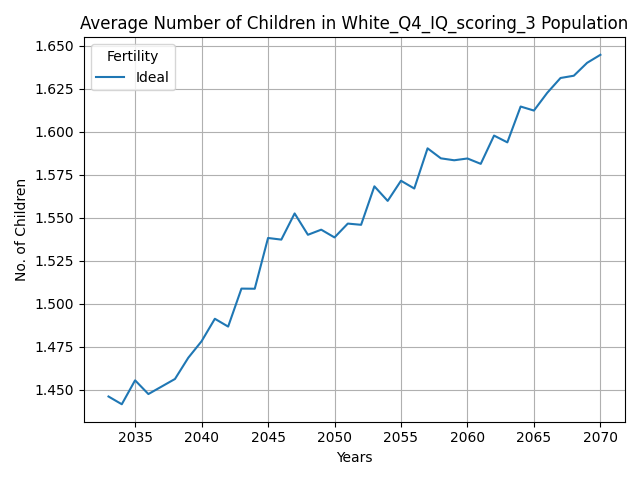 Average Number of Children in White_Q4_IQ_scoring_3 Population
Fertility
Ideal
No. of Children
1.650
1.625
1.600
1.575
1.550
1.525
1.500
1.475
1.450
2035 2040 2045 2050 2055 2060 2065 2070
Years